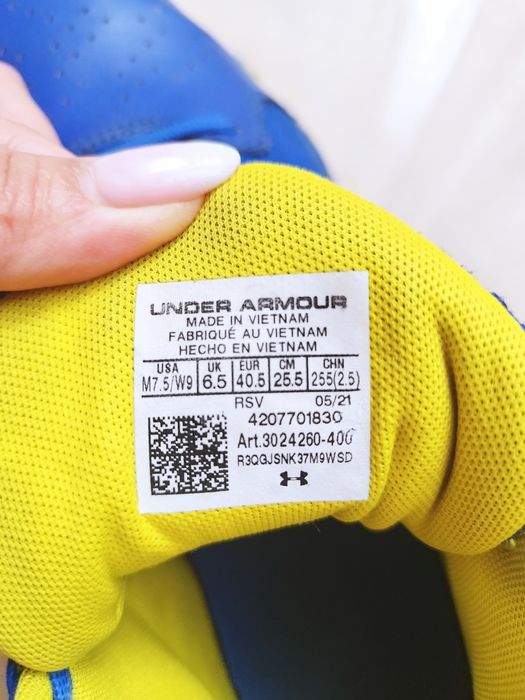 UNDER ARMOUR
MADE IN VIETNAM
FABRIQUÉ AU VIETNAM
HECHO EN VIETNAM
USA UK EUR CM CHN
M7.5/W9 6.5 40.5 25.5 255(2.5)
RSV 05/21
4207701830
Art.3024260-400
R3QGJSNK37M9WSD